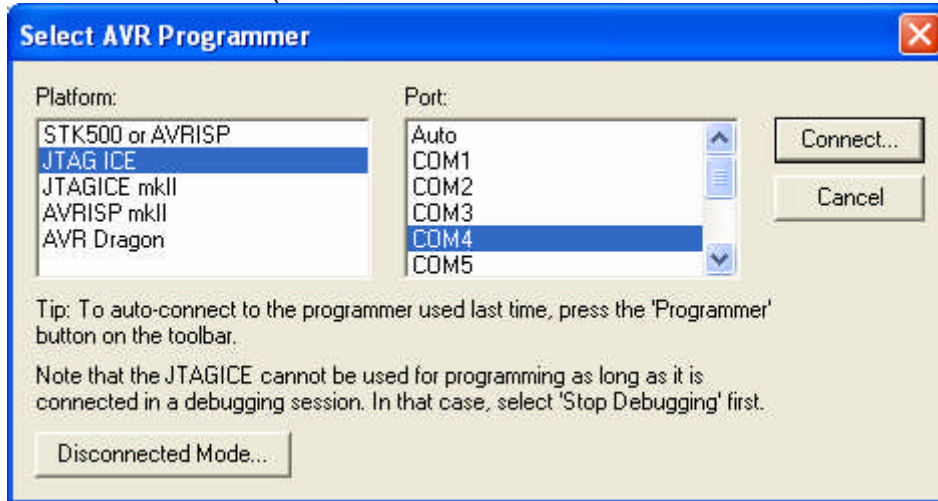 Select AVR Programmer
Platform:
Port:
STK500 or AVRISP
JTAG ICE
JTAGICE mkII
AVRISP mkII
AVR Dragon
Auto
COM1
COM2
COM3
COM4
COM5
Connect...
Cancel
Tip: To auto-connect to the programmer used last time, press the 'Programmer'
button on the toolbar.
Note that the JTAGICE cannot be used for programming as long as it is
connected in a debugging session. In that case, select 'Stop Debugging' first.
Disconnected Mode...